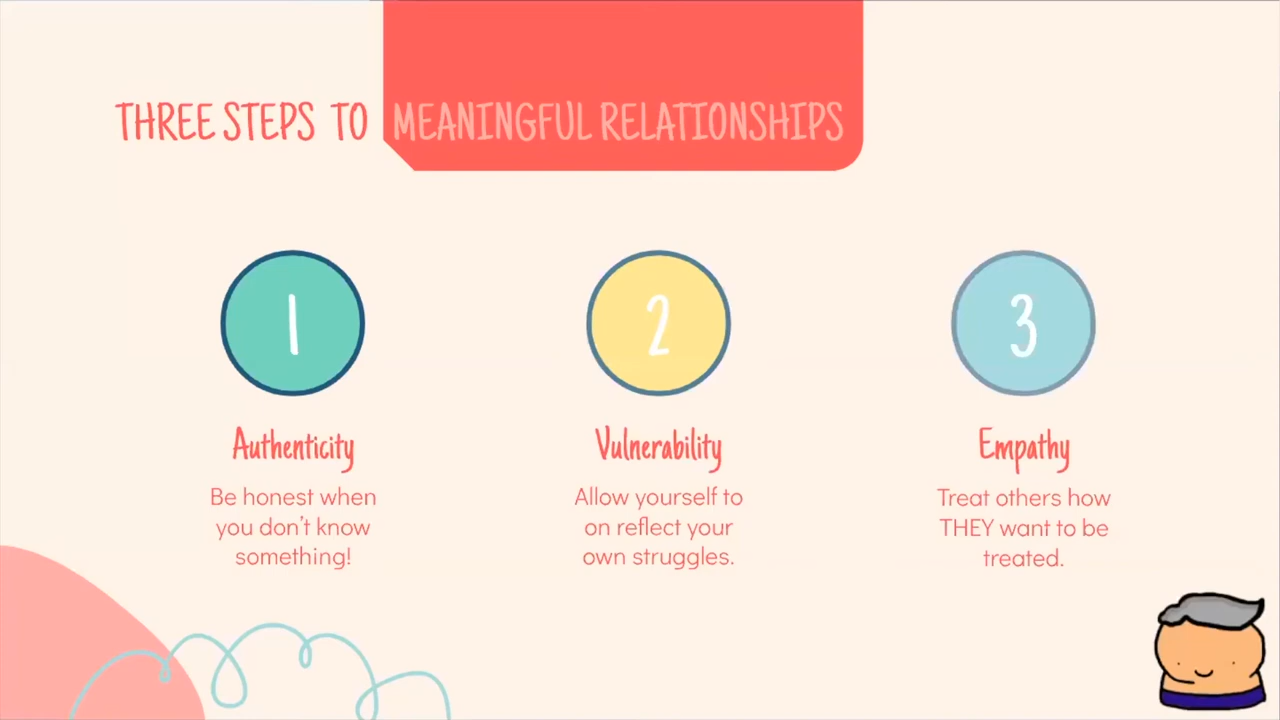 THREE STEPS TO MEANINGFUL RELATIONSHIPS
1
2
3
Authenticity
Be honest when
you don't know
something!
Vulnerability
Allow yourself to
on reflect your
own struggles.
Empathy
Treat others how
THEY want to be
treated.